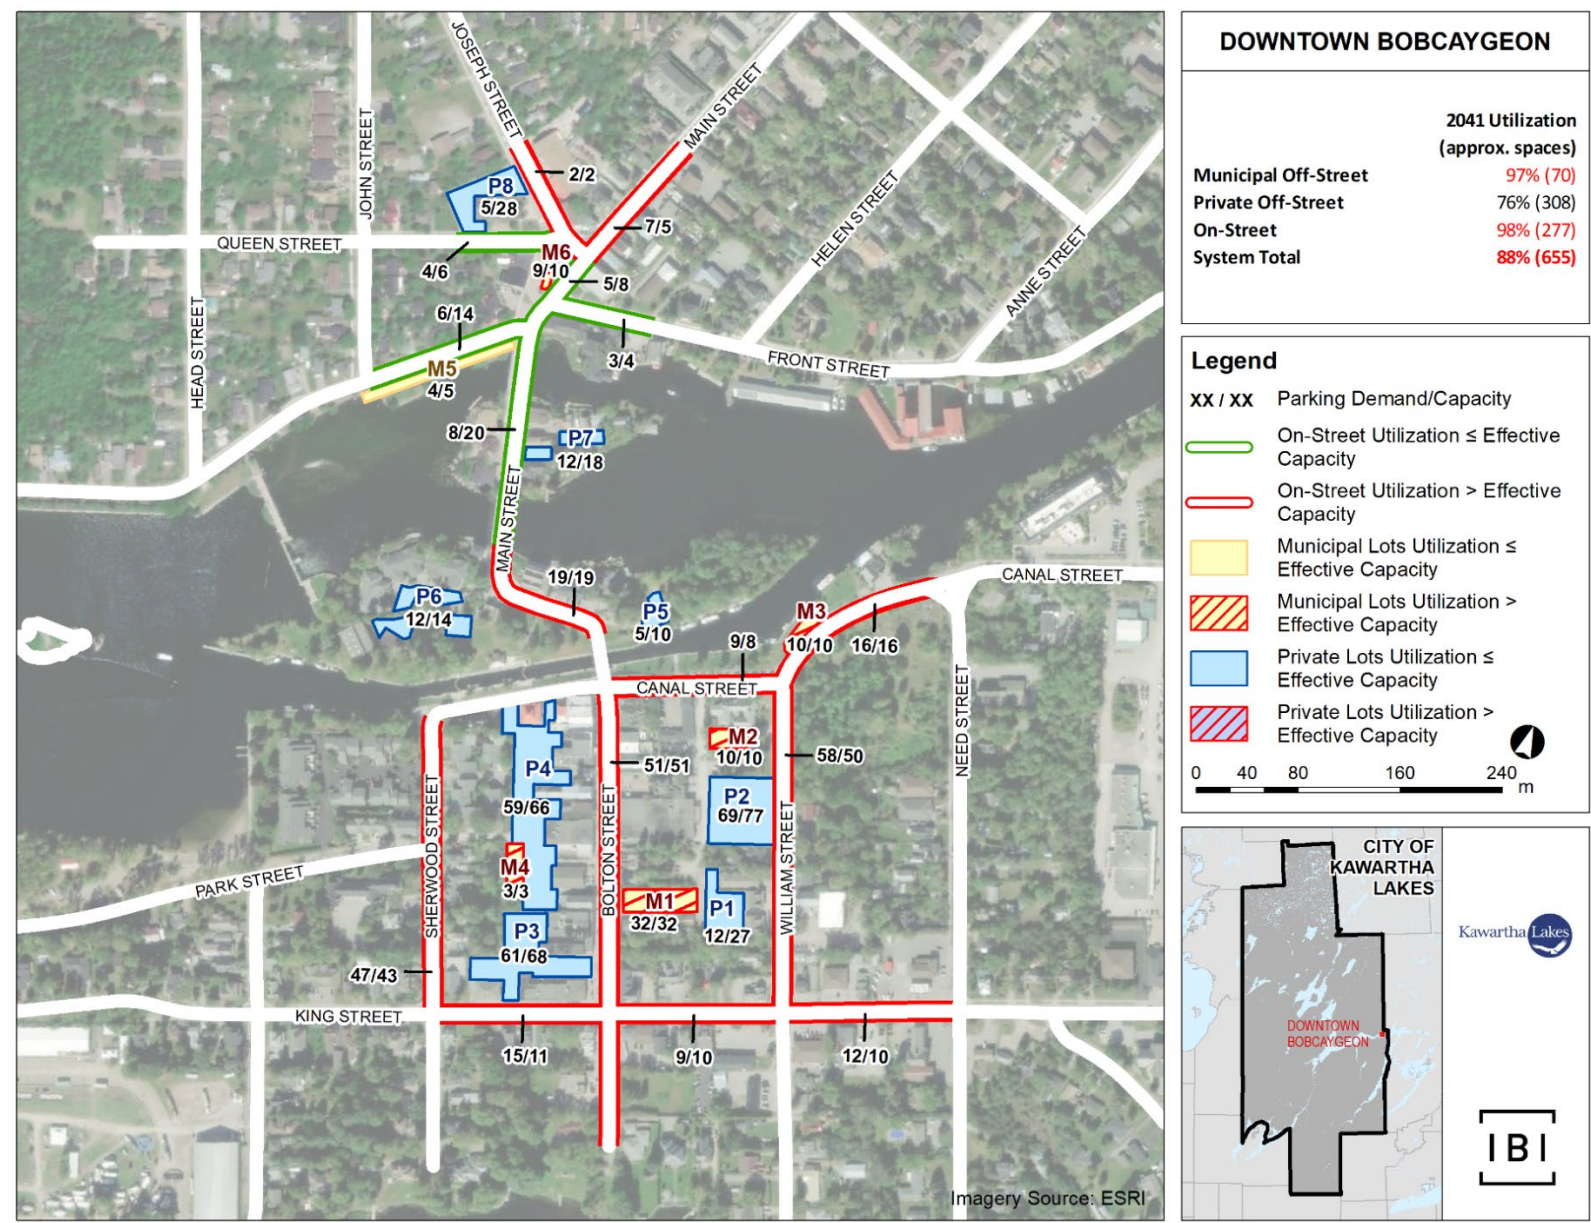 JOSEPH STREET
MAIN STREET
JOHN STREET
P8
5/28
2/2
7/5
HELEN STREET
QUEEN STREET
4/6
M6
9/10
5/8
ANNE STREET
HEAD STREET
6/14
M5
4/5
3/4
FRONT STREET
8/20
P7
12/18
MAIN STREET
19/19
CANAL STREET
P6
12/14
P5
5/10
M3
10/10
16/16
9/8
CANAL STREET
NEED STREET
M2
10/10
58/50
51/51
P4
59/66
P2
69/77
SHERWOOD STREET
BOLTON STREET
WILLIAM STREET
PARK STREET
M4
3/3
M1
32/32
P1
12/27
P3
61/68
47/43
KING STREET
15/11
9/10
12/10
Imagery Source: ESRI
DOWNTOWN BOBCAYGEON
2041 Utilization
(approx. spaces)
Municipal Off-Street 97% (70)
Private Off-Street 76% (308)
On-Street 98% (277)
System Total 88% (655)
Legend
XX / XX Parking Demand/Capacity
On-Street Utilization ≤ Effective
Capacity
On-Street Utilization > Effective
Capacity
Municipal Lots Utilization ≤
Effective Capacity
Municipal Lots Utilization >
Effective Capacity
Private Lots Utilization ≤
Effective Capacity
Private Lots Utilization >
Effective Capacity
0 40 80 160 240
m
CITY OF
KAWARTHA
LAKES
DOWNTOWN
BOBCAYGEON
Kawartha Lakes
IBI